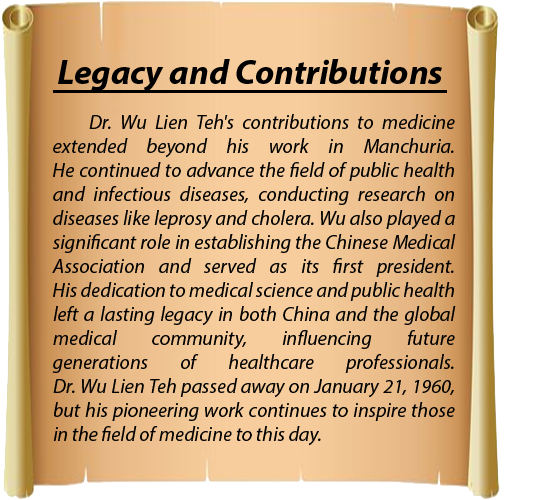 Legacy and Contributions
Dr. Wu Lien Teh's contributions to medicine
extended beyond his work in Manchuria.
He continued to advance the field of public health
and infectious diseases, conducting research on
diseases like leprosy and cholera. Wu also played a
significant role in establishing the Chinese Medical
Association and served as its first president.
His dedication to medical science and public health
left a lasting legacy in both China and the global
medical community, influencing future
generations of healthcare professionals.
Dr. Wu Lien Teh passed away on January 21, 1960,
but his pioneering work continues to inspire those
in the field of medicine to this day.